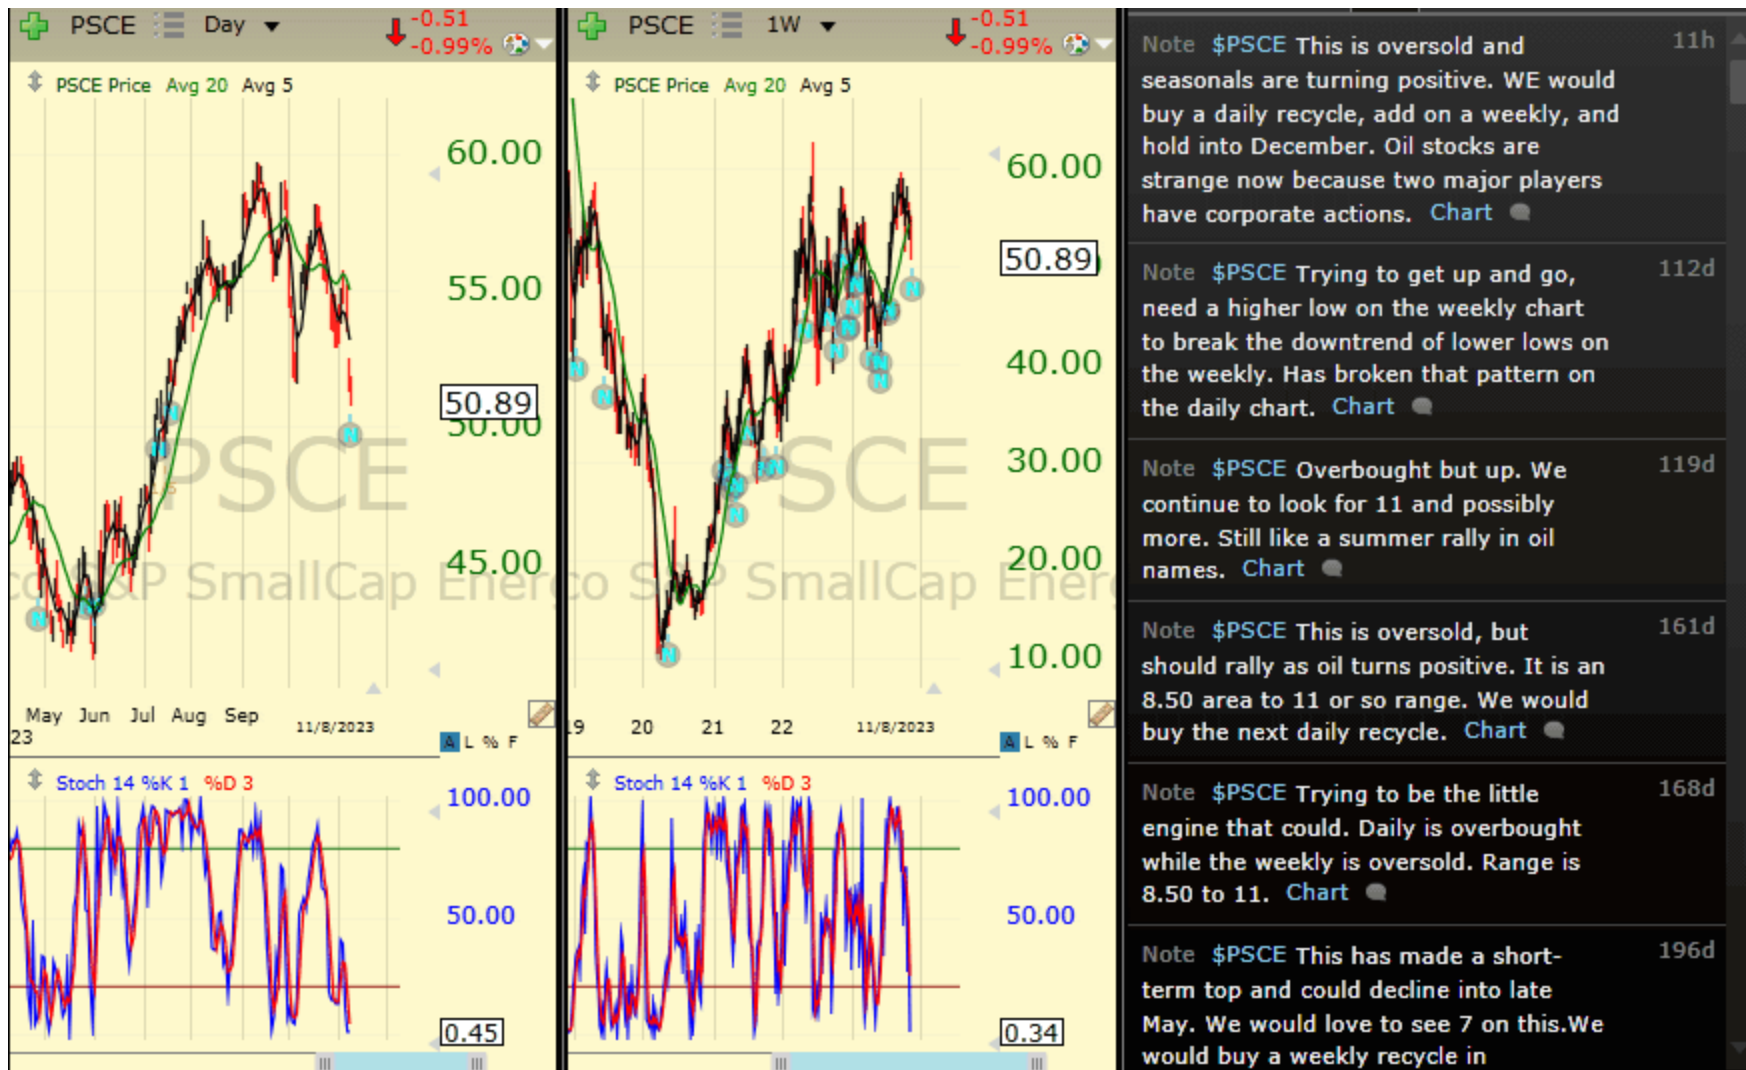 PSCE Day -0.51
-0.99%
PSCE Price Avg 20 Avg 5
60.00
55.00
50.89
50.00
45.00
PSCE
co S&P SmallCap Energ
May Jun Jul Aug Sep 11/8/2023
23
A L % F
Stoch 14 %K 1 %D 3
100.00
50.00
0.45
PSCE 1W -0.51
-0.99%
PSCE Price Avg 20 Avg 5
60.00
50.89
40.00
30.00
20.00
10.00
SCE
co S&P SmallCap Energ
19 20 21 22 11/8/2023
A L % F
Stoch 14 %K 1 %D 3
100.00
50.00
0.34
Note $PSCE This is oversold and 11h
seasonals are turning positive. WE would
buy a daily recycle, add on a weekly, and
hold into December. Oil stocks are
strange now because two major players
have corporate actions. Chart
Note $PSCE Trying to get up and go, 112d
need a higher low on the weekly chart
to break the downtrend of lower lows on
the weekly. Has broken that pattern on
the daily chart. Chart
Note $PSCE Overbought but up. We 119d
continue to look for 11 and possibly
more. Still like a summer rally in oil
names. Chart
Note $PSCE This is oversold, but 161d
should rally as oil turns positive. It is an
8.50 area to 11 or so range. We would
buy the next daily recycle. Chart
Note $PSCE Trying to be the little 168d
engine that could. Daily is overbought
while the weekly is oversold. Range is
8.50 to 11. Chart
Note $PSCE This has made a short- 196d
term top and could decline into late
May. We would love to see 7 on this.We
would buy a weekly recycle in